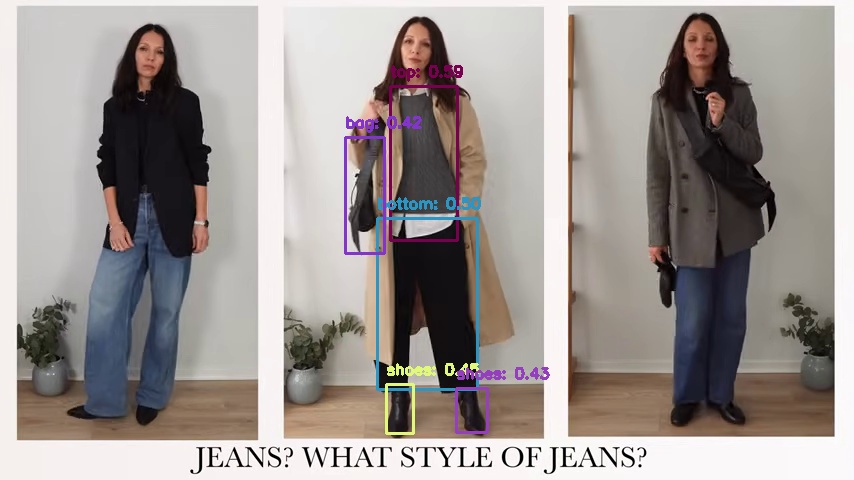 top: 0.59
bag: 0.42
bottom: 0.50
shoes: 0.45
shoes: 0.43
JEANS? WHAT STYLE OF JEANS?